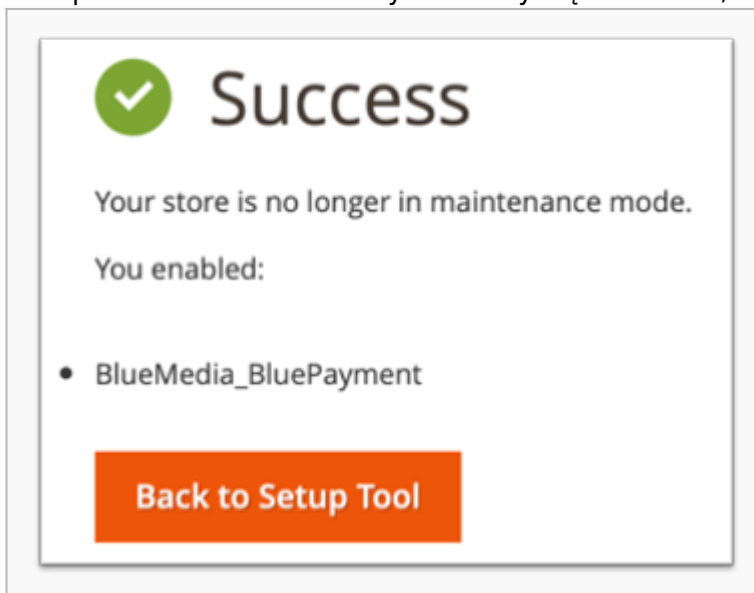 Success
Your store is no longer in maintenance mode.
You enabled:
• BlueMedia_BluePayment
Back to Setup Tool